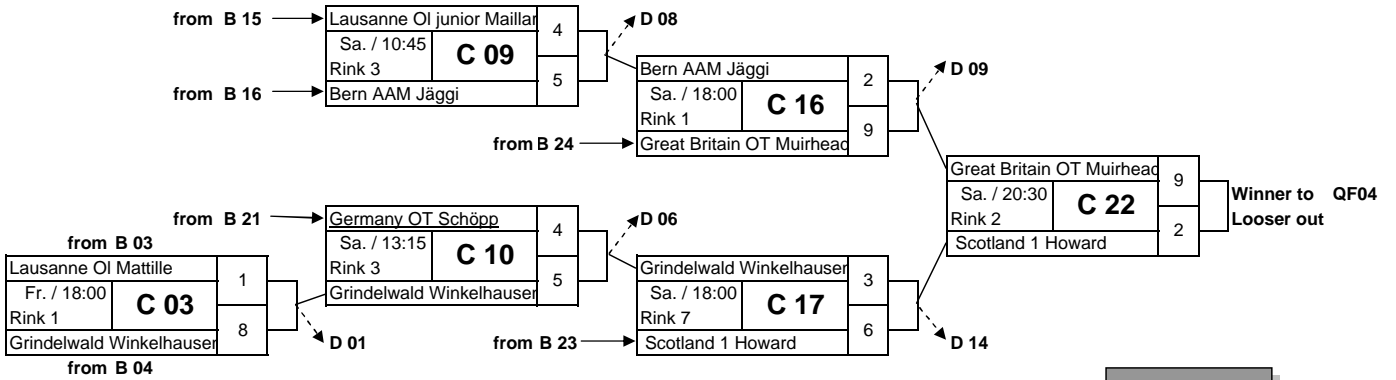 from B 15
Lausanne Ol junior Maillar
4
D 08
Sa. / 10:45
Rink 3
C 09
5
from B 16
Bern AAM Jäggi
Bern AAM Jäggi
2
D 09
Sa. / 18:00
Rink 1
C 16
9
from B 24
Great Britain OT Muirhead
Great Britain OT Muirhead
9
Sa. / 20:30
Rink 2
C 22
2
Scotland 1 Howard
Winner to QF04
Looser out
from B 21
Germany OT Schöpp
4
D 06
Sa. / 13:15
Rink 3
C 10
5
Grindelwald Winkelhauser
from B 03
Lausanne Ol Mattille
1
Fr. / 18:00
Rink 1
C 03
8
Grindelwald Winkelhauser
from B 04
D 01
Grindelwald Winkelhauser
3
Sa. / 18:00
Rink 7
C 17
6
from B 23
Scotland 1 Howard
D 14